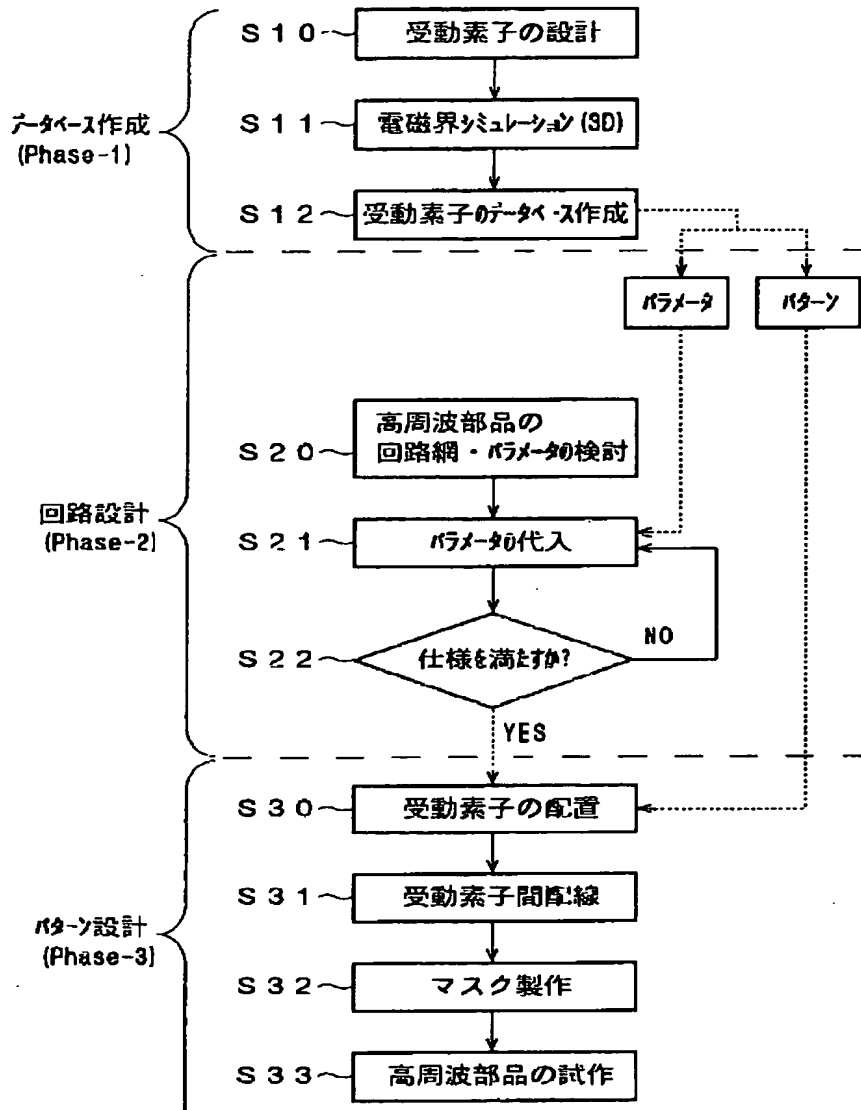 S10 受動素子の設計
S11 電磁界シミュレーション(3D)
データベース作成
(Phase-1)
S12 受動素子のデータベース作成
パラメータ パターン
高周波部品の
S20 回路網・パラメータの検討
回路設計
(Phase-2)
S21 パラメータの代入
S22 仕様を満たすか?
NO
YES
S30 受動素子の配置
S31 受動素子間配線
パターン設計
(Phase-3)
S32 マスク製作
S33 高周波部品の試作